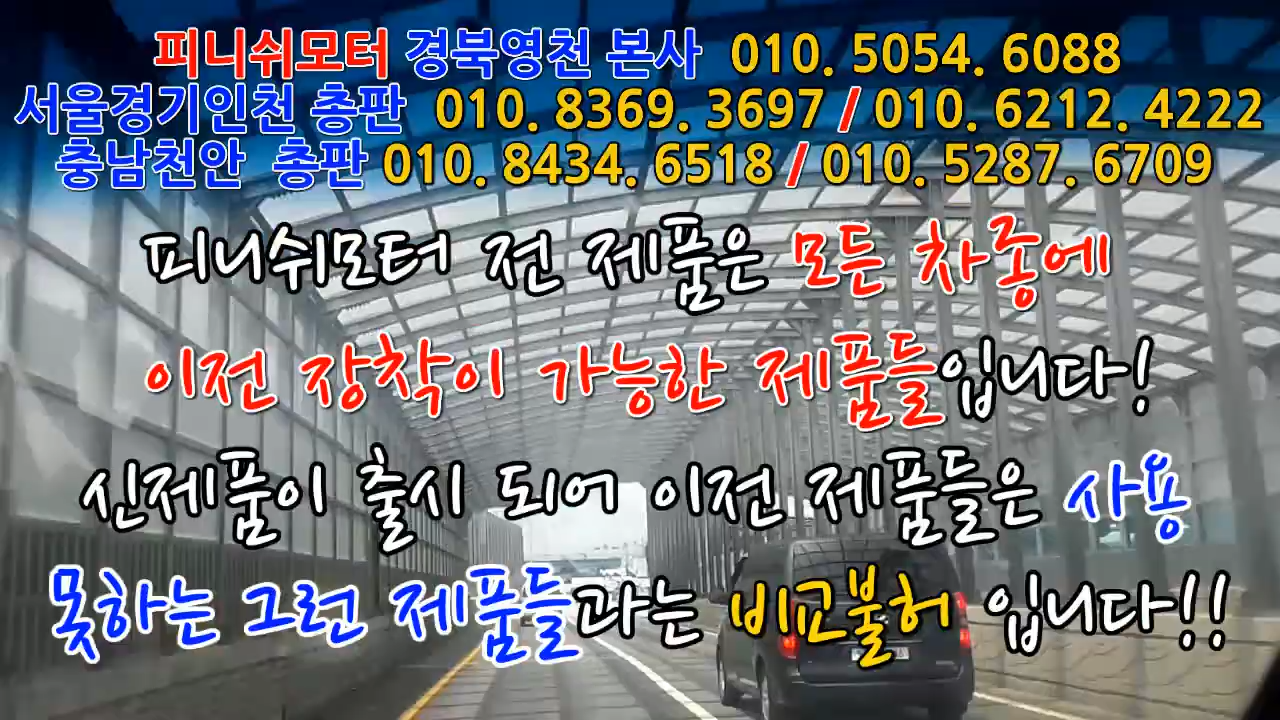 피니쉬모터 경북영천 본사 010. 5054. 6088
서울경기인천 총판 010. 8369. 3697 / 010. 6212. 4222
충남천안 총판 010. 8434. 6518 / 010. 5287. 6709
피니쉬모터 전 제품은 모든 차종에
이전 장착이 가능한 제품들입니다!
신제품이 출시 되어 이전 제품들은 사용
못하는 그런 제품들과는 비교불허 입니다!!